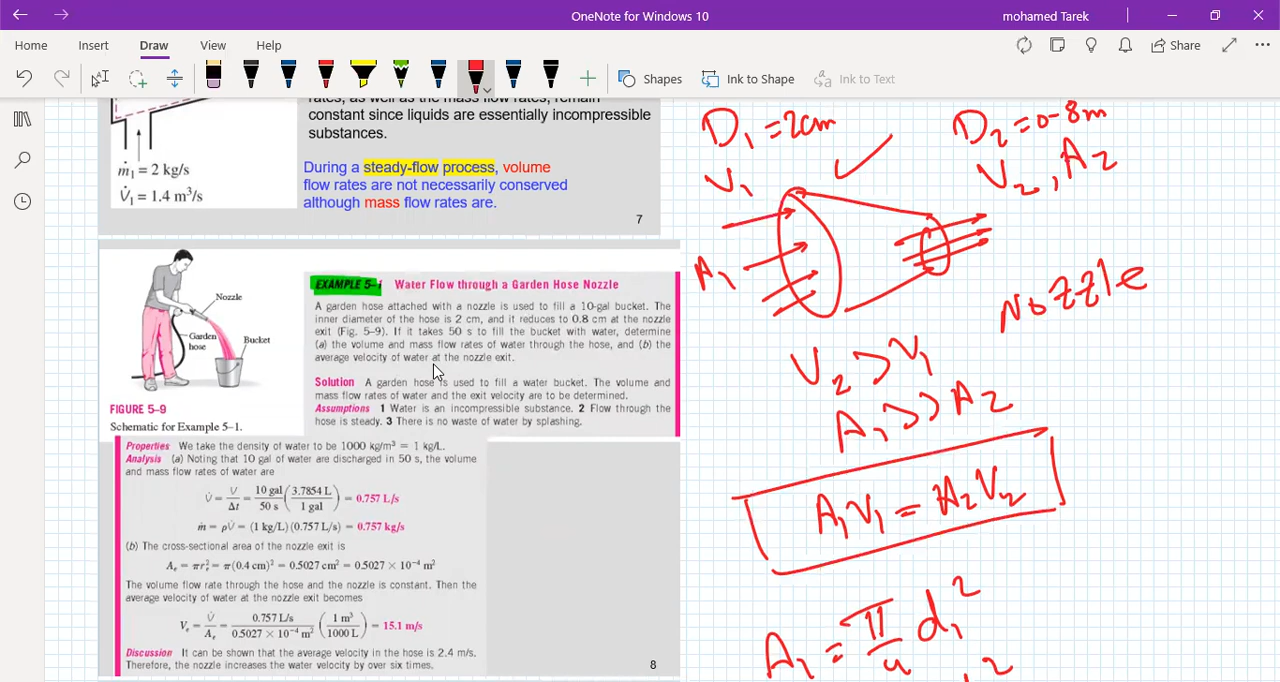 OneNote for Windows 10
mohamed Tarek
Home Insert Draw View Help
Share
Shapes
Ink to Shape
Ink to Text
rates, as well as the mass flow rates, remain
constant since liquids are essentially incompressible
substances.
ṁ₁ = 2 kg/s
V̇₁ = 1.4 m³/s
During a steady-flow process, volume
flow rates are not necessarily conserved
although mass flow rates are.
7
Nozzle
Garden
hose
Bucket
FIGURE 5-9
Schematic for Example 5-1.
EXAMPLE 5-1 Water Flow through a Garden Hose Nozzle
A garden hose attached with a nozzle is used to fill a 10-gal bucket. The
inner diameter of the hose is 2 cm, and it reduces to 0.8 cm at the nozzle
exit (Fig. 5-9). If it takes 50 s to fill the bucket with water, determine
(a) the volume and mass flow rates of water through the hose, and (b) the
average velocity of water at the nozzle exit.
Solution A garden hose is used to fill a water bucket. The volume and
mass flow rates of water and the exit velocity are to be determined.
Assumptions 1 Water is an incompressible substance. 2 Flow through the
hose is steady. 3 There is no waste of water by splashing.
Properties We take the density of water to be 1000 kg/m³ = 1 kg/L.
Analysis (a) Noting that 10 gal of water are discharged in 50 s, the volume
and mass flow rates of water are
V̇ = V/Δt = 10 gal/50 s (3.7854 L/1 gal) = 0.757 L/s
ṁ = ρV̇ = (1 kg/L)(0.757 L/s) = 0.757 kg/s
(b) The cross-sectional area of the nozzle exit is
Aₑ = πrₑ² = π(0.4 cm)² = 0.5027 cm² = 0.5027 × 10⁻⁴ m²
The volume flow rate through the hose and the nozzle is constant. Then the
average velocity of water at the nozzle exit becomes
Vₑ = V̇/Aₑ = 0.757 L/s / 0.5027 × 10⁻⁴ m² (1 m³/1000 L) = 15.1 m/s
Discussion It can be shown that the average velocity in the hose is 2.4 m/s.
Therefore, the nozzle increases the water velocity by over six times.
8
D₁ = 2cm
D₂ = 0-8m
V₁
V₂, A₂
A₁
Nozzle
V₂ > V₁
A₁ >> A₂
A₁V₁ = A₂V₂
A₁ = π/4 d₁²